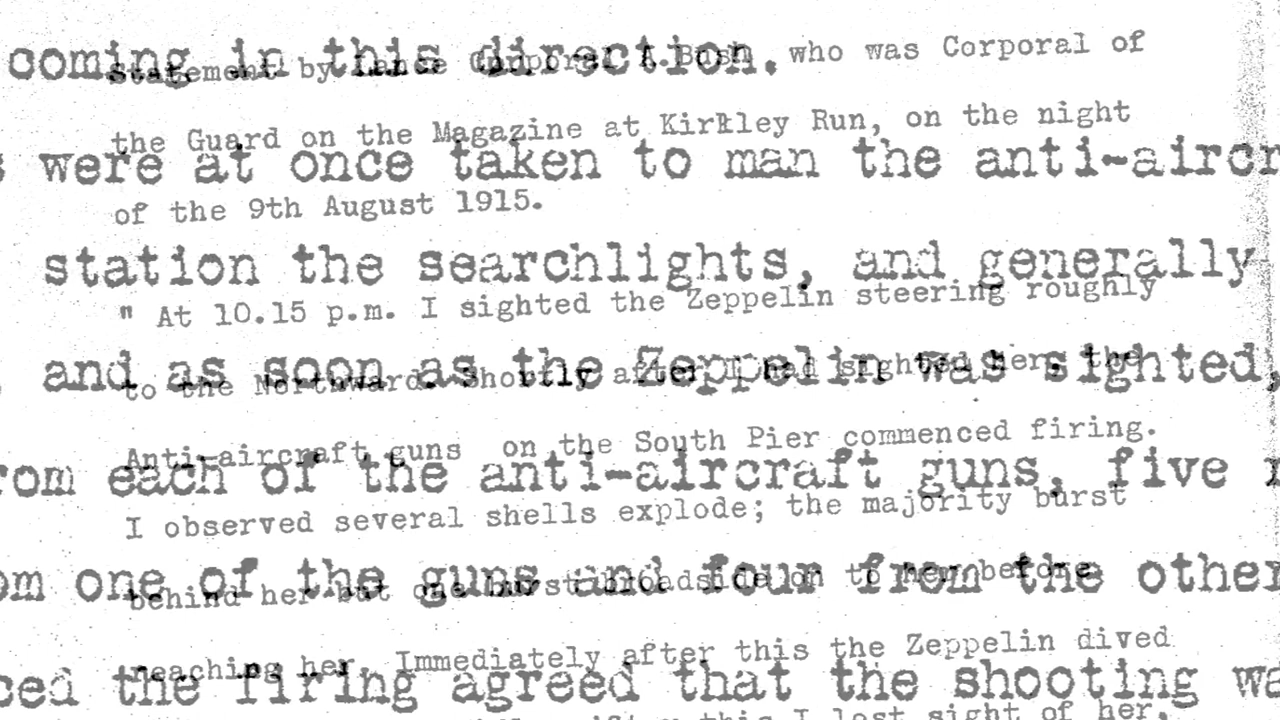 coming in this direction.
Statement by Lance Corporal A Bush, who was Corporal of
the Guard on the Magazine at Kirkley Run, on the night
were at once taken to man the anti-aircr
of the 9th August 1915.
station the searchlights, and generally
" At 10.15 p.m. I sighted the Zeppelin steering roughly
and as soon as the Zeppelin was sighted,
to the Northward. Shortly after I had sighted her, the
Anti-aircraft guns on the South Pier commenced firing.
rom each of the anti-aircraft guns, five
I observed several shells explode; the majority burst
om one of the guns and four from the other
behind her but one burst broadside on to her before
reaching her. Immediately after this the Zeppelin dived
ced the firing agreed that the shooting wa
this I lost sight of her.